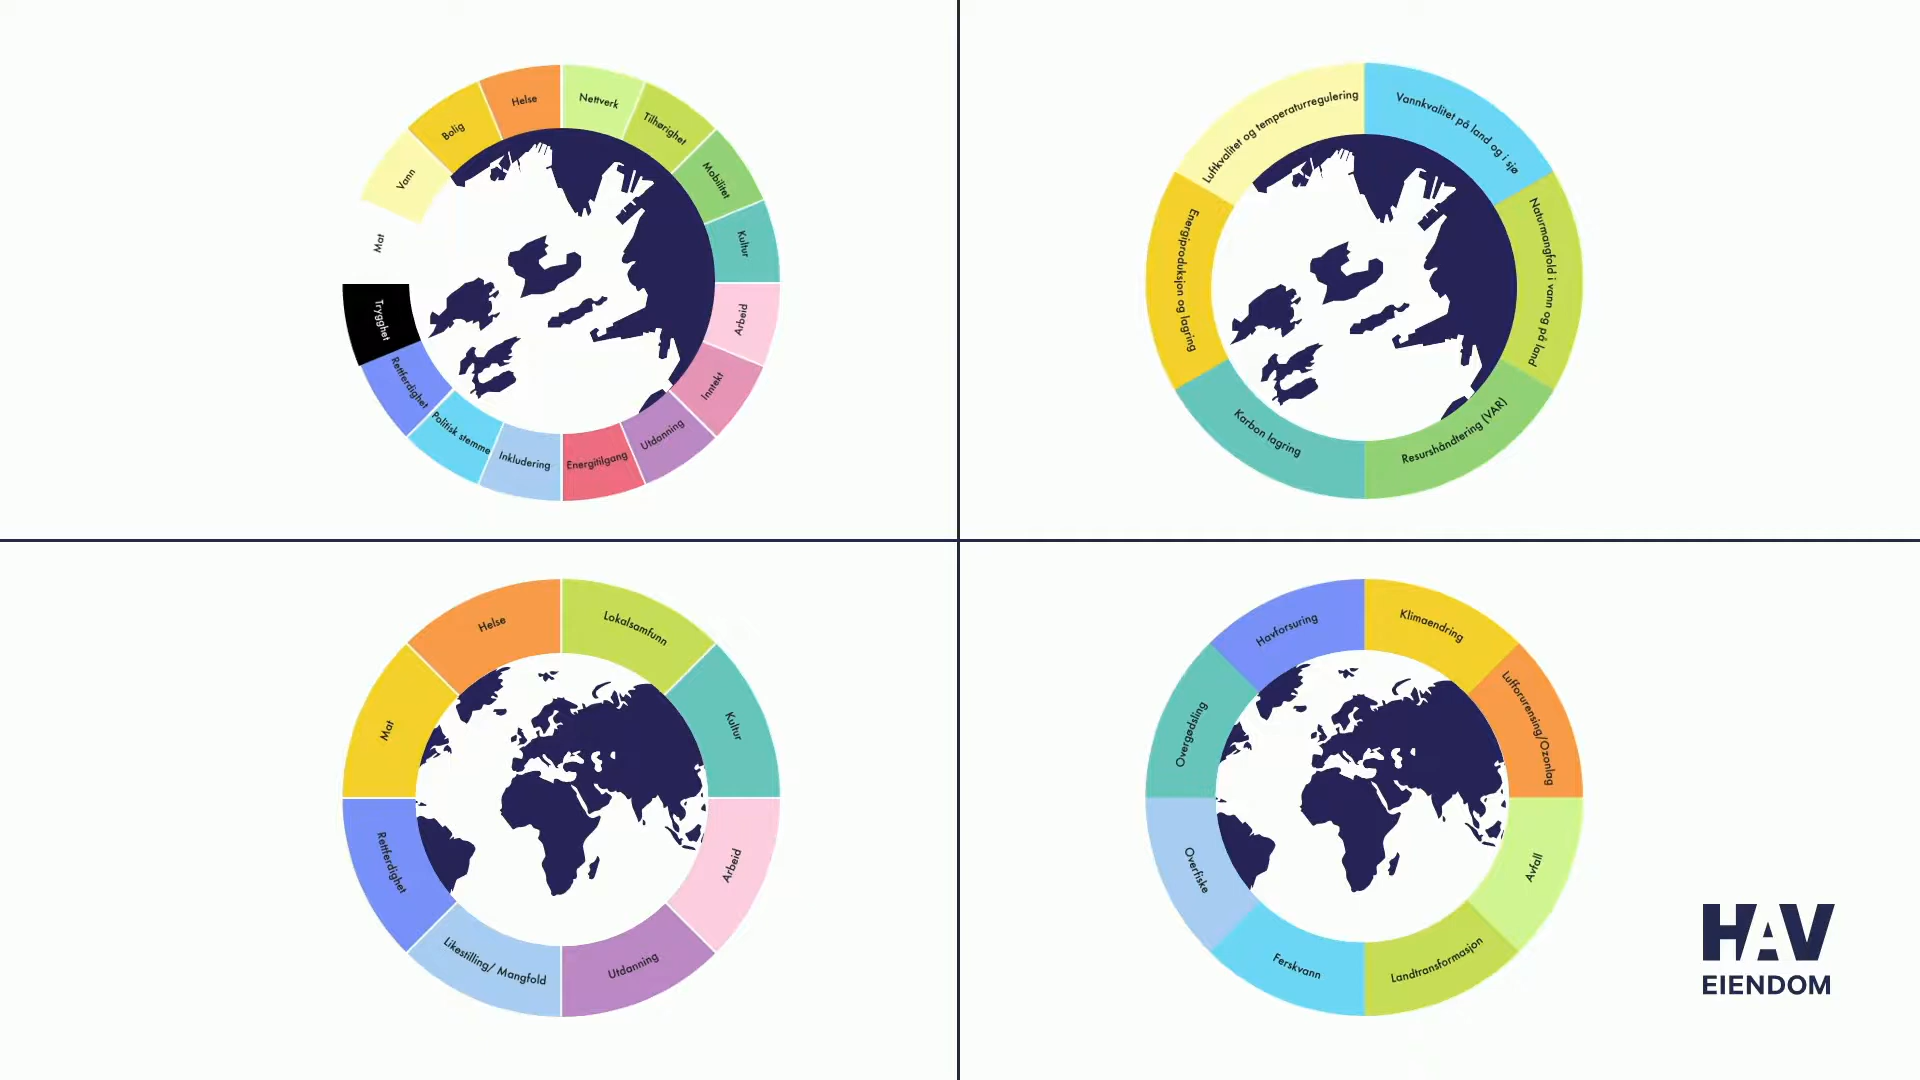 Helse
Nettverk
Tilhørighet
Mobilitet
Kultur
Arbeid
Inntekt
Utdanning
Energitilgang
Inkludering
Politisk stemme
Rettferdighet
Trygghet
Mat
Vann
Bolig
Luftkvalitet og temperaturregulering
Vannkvalitet på land og i sjø
Naturmangfold i vann og på land
Resurshåndtering (VAR)
Karbon lagring
Energiproduksjon og lagring
Helse
Lokalsamfunn
Kultur
Arbeid
Utdanning
Likestilling/ Mangfold
Rettferdighet
Mat
Havforsuring
Klimaendring
Lufforurensing/Ozonlag
Avfall
Landtransformasjon
Ferskvann
Overfiske
Overgødsling
HAV
EIENDOM